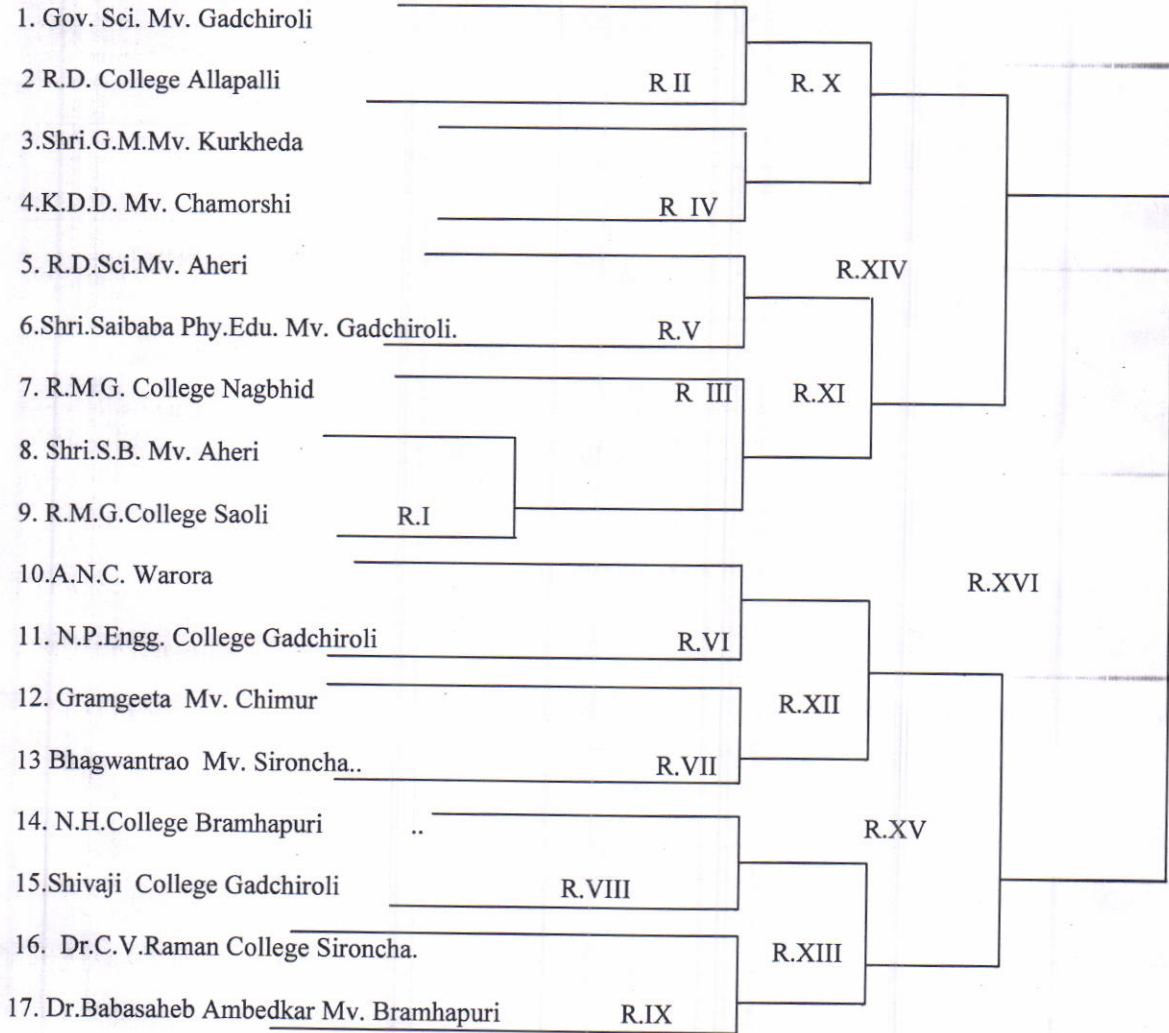 1. Gov. Sci. Mv. Gadchiroli
2 R.D. College Allapalli R II R. X
3.Shri.G.M.Mv. Kurkheda
4.K.D.D. Mv. Chamorshi R IV
5. R.D.Sci.Mv. Aheri R.XIV
6.Shri.Saibaba Phy.Edu. Mv. Gadchiroli. R.V
7. R.M.G. College Nagbhid R III R.XI
8. Shri.S.B. Mv. Aheri
9. R.M.G.College Saoli R.I
10.A.N.C. Warora R.XVI
11. N.P.Engg. College Gadchiroli R.VI
12. Gramgeeta Mv. Chimur R.XII
13 Bhagwantrao Mv. Sironcha.. R.VII
14. N.H.College Bramhapuri .. R.XV
15.Shivaji College Gadchiroli R.VIII
16. Dr.C.V.Raman College Sironcha. R.XIII
17. Dr.Babasaheb Ambedkar Mv. Bramhapuri R.IX